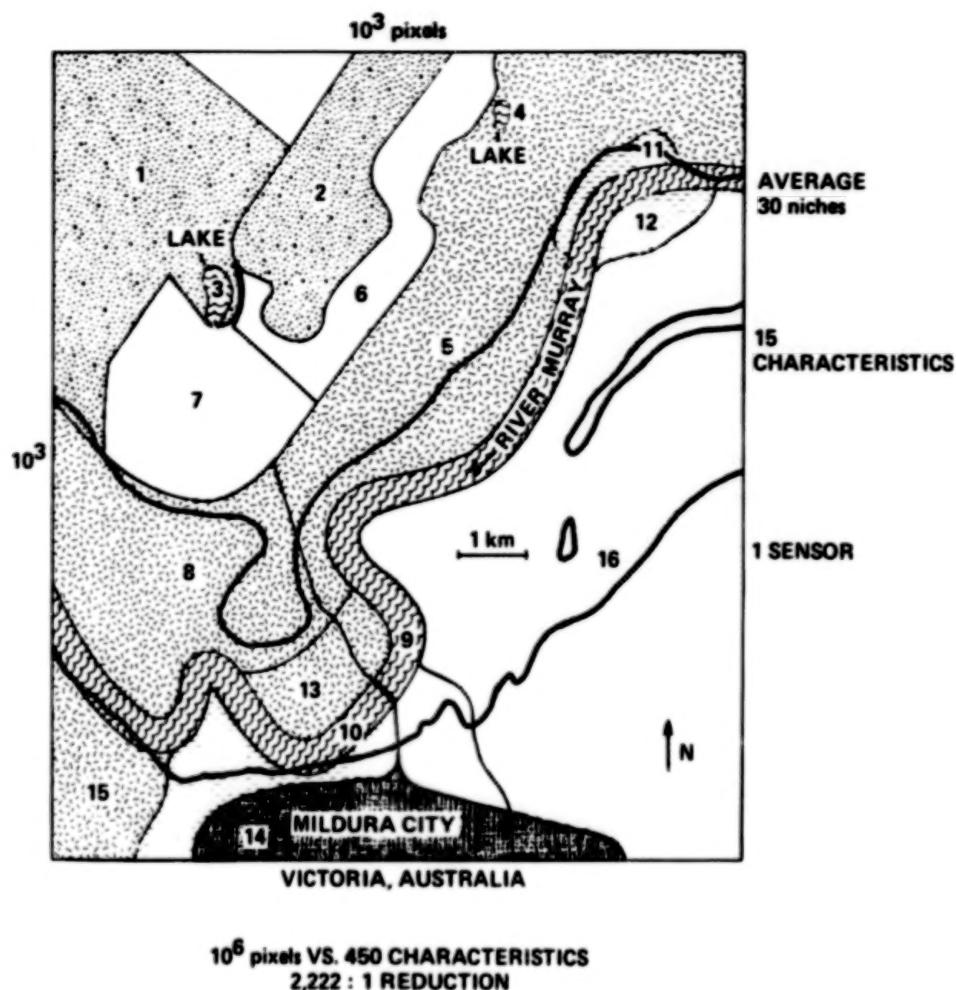 10³ pixels
4
LAKE
11
AVERAGE
30 niches
1
2
12
LAKE
3
6
RIVER MURRAY
5
15
CHARACTERISTICS
7
10³
1 km
16
1 SENSOR
8
9
13
10
N
15
14
MILDURA CITY
VICTORIA, AUSTRALIA
10⁶ pixels VS. 450 CHARACTERISTICS
2,222 : 1 REDUCTION